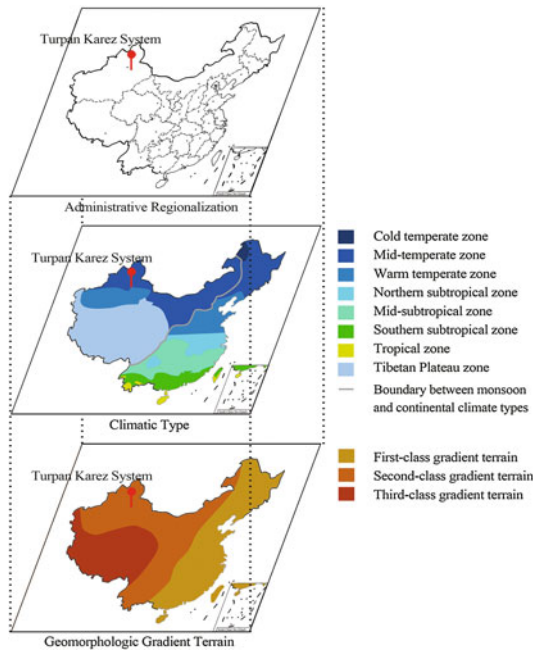 Turpan Karez System
Administrative Regionalization
Turpan Karez System
Climatic Type
Cold temperate zone
Mid-temperate zone
Warm temperate zone
Northern subtropical zone
Mid-subtropical zone
Southern subtropical zone
Tropical zone
Tibetan Plateau zone
Boundary between monsoon
and continental climate types
Turpan Karez System
Geomorphologic Gradient Terrain
First-class gradient terrain
Second-class gradient terrain
Third-class gradient terrain